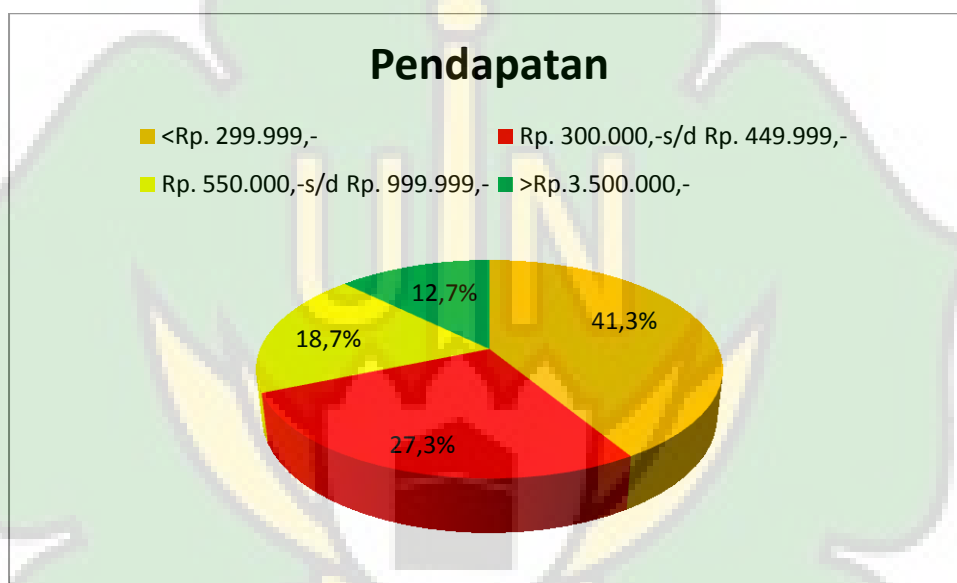 Pendapatan
<Rp. 299.999,- Rp. 300.000,-s/d Rp. 449.999,-
Rp. 550.000,-s/d Rp. 999.999,- >Rp.3.500.000,-
12,7%
41,3%
18,7%
27,3%
UIN